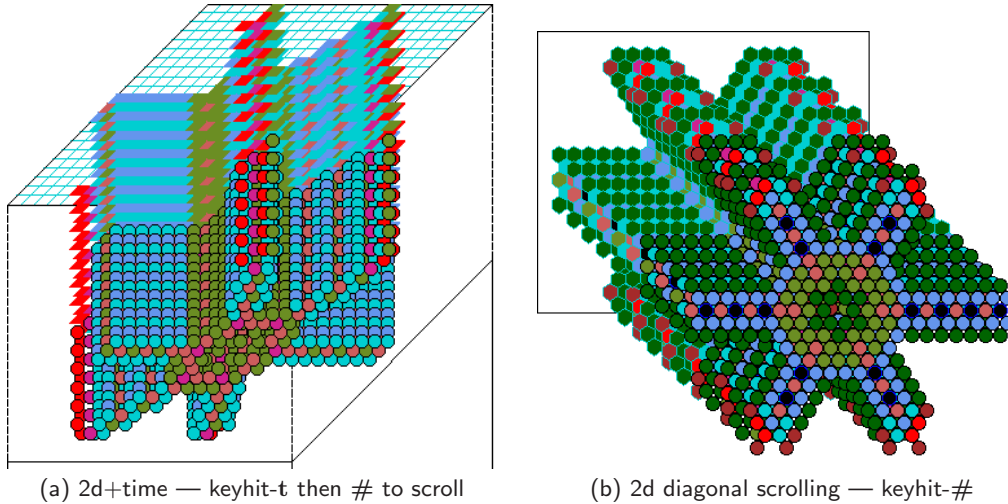 (a) 2d+time — keyhit-t then # to scroll
(b) 2d diagonal scrolling — keyhit-#